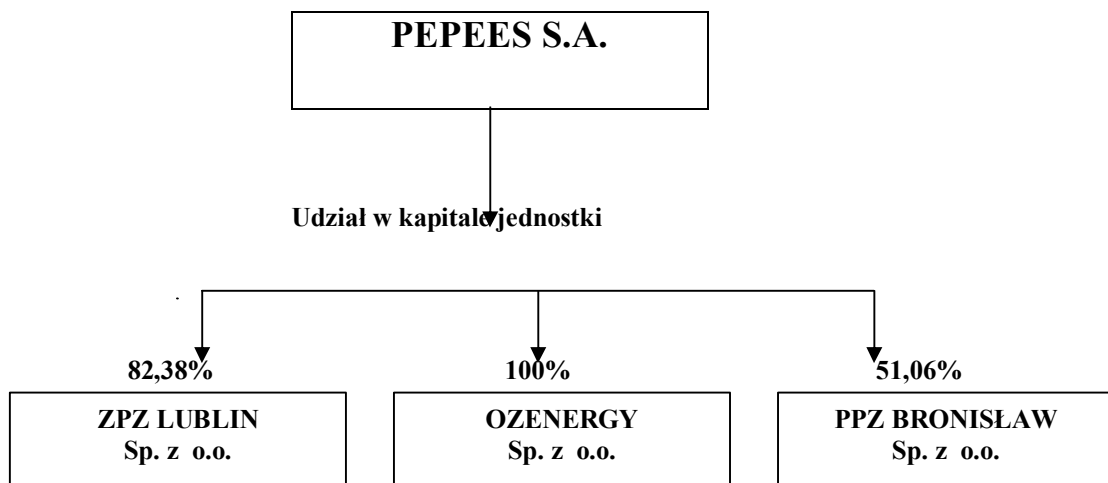 PEPEES S.A.
Udział w kapitale jednostki
82,38% 100% 51,06%
ZPZ LUBLIN OZENERGY PPZ BRONISŁAW
Sp. z o.o. Sp. z o.o. Sp. z o.o.